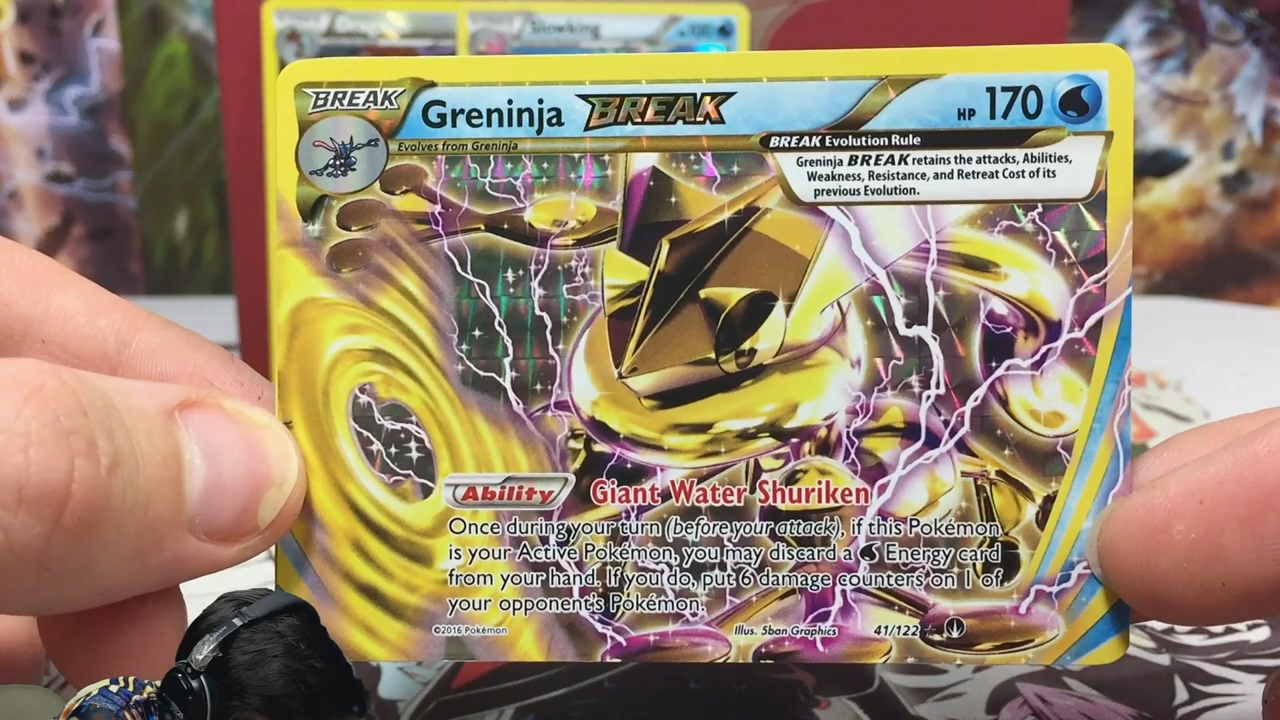 Slowking
BREAK Greninja BREAK HP 170
Evolves from Greninja
BREAK Evolution Rule
Greninja BREAK retains the attacks, Abilities,
Weakness, Resistance, and Retreat Cost of its
previous Evolution.
Ability Giant Water Shuriken
Once during your turn (before your attack), if this Pokémon
is your Active Pokémon, you may discard a Energy card
from your hand. If you do, put 6 damage counters on 1 of
your opponent's Pokémon.
©2016 Pokémon Illus. 5ban Graphics 41/122